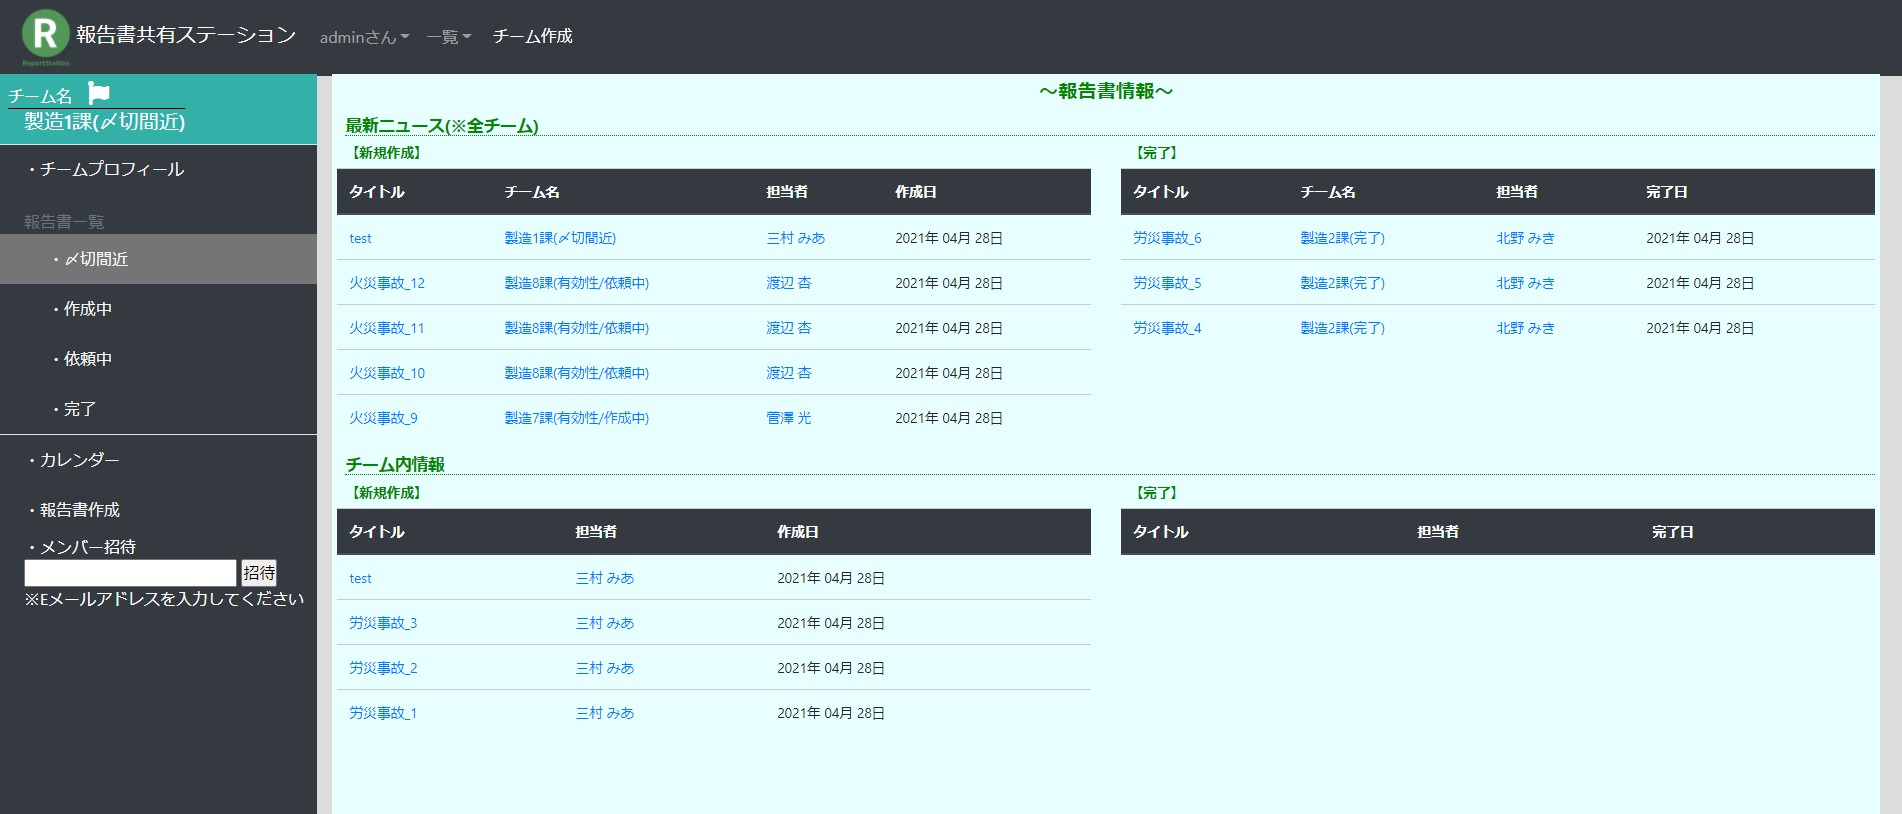 R 報告書共有ステーション adminさん 一覧 チーム作成
ReportStation
チーム名
製造1課(〆切間近)
・チームプロフィール
報告書一覧
・〆切間近
・作成中
・依頼中
・完了
・カレンダー
・報告書作成
・メンバー招待
招待
※Eメールアドレスを入力してください
～報告書情報～
最新ニュース(※全チーム)
【新規作成】
タイトル チーム名 担当者 作成日
test 製造1課(〆切間近) 三村 みあ 2021年 04月 28日
火災事故_12 製造8課(有効性/依頼中) 渡辺 杏 2021年 04月 28日
火災事故_11 製造8課(有効性/依頼中) 渡辺 杏 2021年 04月 28日
火災事故_10 製造8課(有効性/依頼中) 渡辺 杏 2021年 04月 28日
火災事故_9 製造7課(有効性/作成中) 菅澤 光 2021年 04月 28日
【完了】
タイトル チーム名 担当者 完了日
労災事故_6 製造2課(完了) 北野 みき 2021年 04月 28日
労災事故_5 製造2課(完了) 北野 みき 2021年 04月 28日
労災事故_4 製造2課(完了) 北野 みき 2021年 04月 28日
チーム内情報
【新規作成】
タイトル 担当者 作成日
test 三村 みあ 2021年 04月 28日
労災事故_3 三村 みあ 2021年 04月 28日
労災事故_2 三村 みあ 2021年 04月 28日
労災事故_1 三村 みあ 2021年 04月 28日
【完了】
タイトル 担当者 完了日